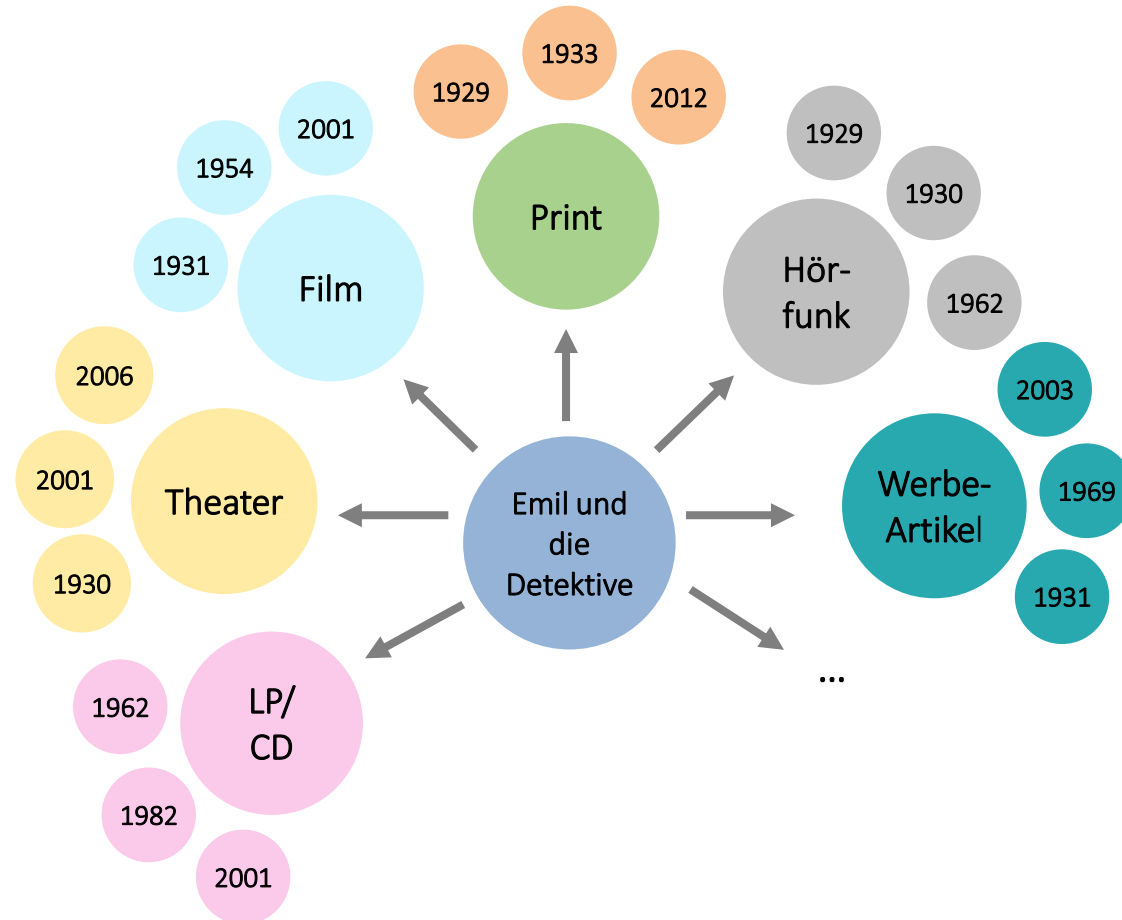 1933
1929
2012
Print
2001
1954
1931
Film
1929
1930
1962
Hör-
funk
2003
1969
1931
Werbe-
Artikel
2006
2001
1930
Theater
Emil und
die
Detektive
...
1962
1982
2001
LP/
CD